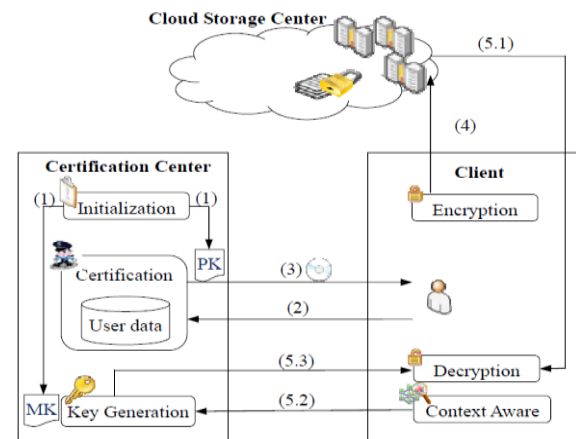 Cloud Storage Center
(5.1)
(4)
Certification Center
Client
(1)
Initialization
(1)
Encryption
PK
Certification
(3)
User data
(2)
(5.3)
Decryption
MK
Key Generation
(5.2)
Context Aware